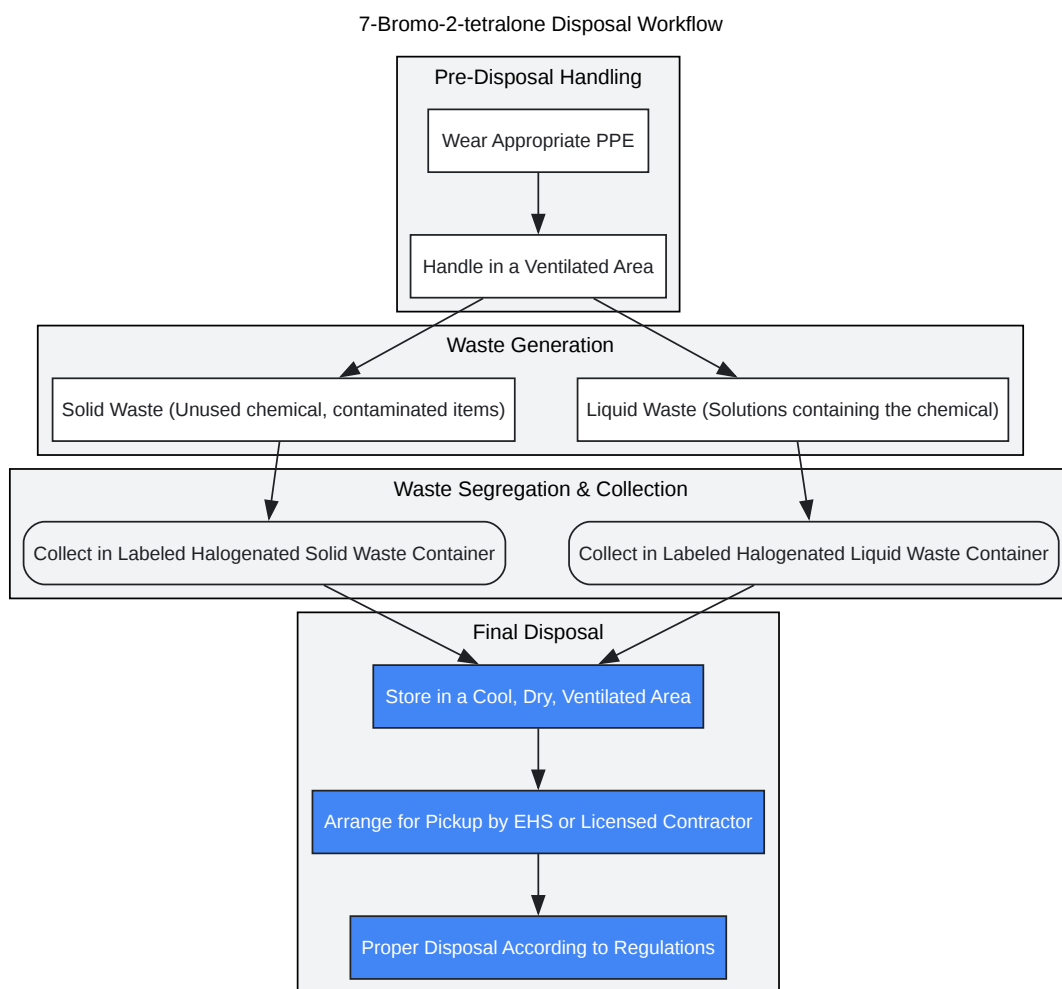 7-Bromo-2-tetralone Disposal Workflow
Pre-Disposal Handling
Wear Appropriate PPE
Handle in a Ventilated Area
Waste Generation
Solid Waste (Unused chemical, contaminated items)
Liquid Waste (Solutions containing the chemical)
Waste Segregation & Collection
Collect in Labeled Halogenated Solid Waste Container
Collect in Labeled Halogenated Liquid Waste Container
Final Disposal
Store in a Cool, Dry, Ventilated Area
Arrange for Pickup by EHS or Licensed Contractor
Proper Disposal According to Regulations